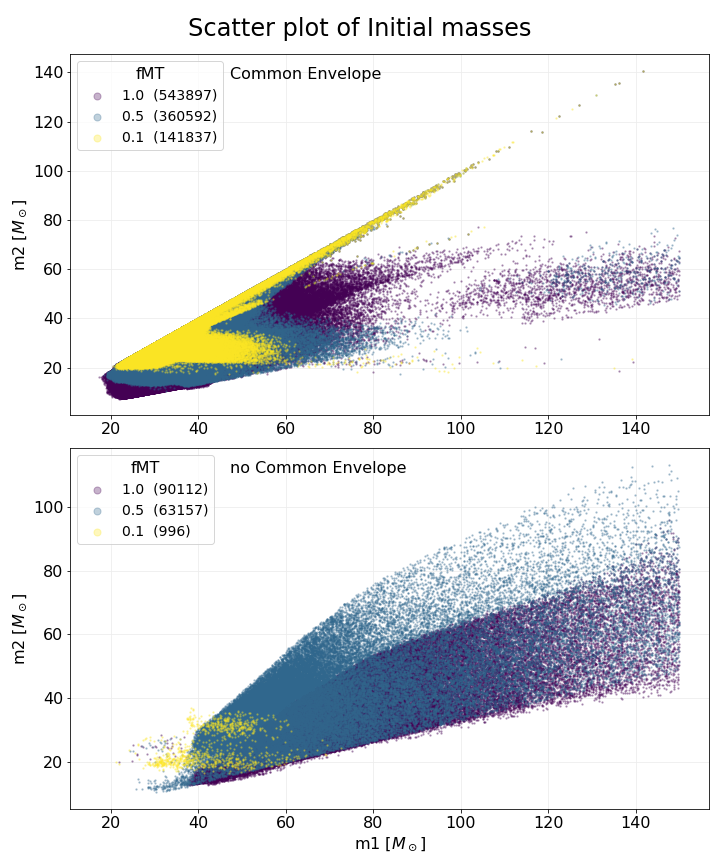 Scatter plot of Initial masses
fMT
1.0 (543897)
0.5 (360592)
0.1 (141837)
Common Envelope
m2 [M_⊙]
140
120
100
80
60
40
20
20 40 60 80 100 120 140
fMT
1.0 (90112)
0.5 (63157)
0.1 (996)
no Common Envelope
m2 [M_⊙]
100
80
60
40
20
20 40 60 80 100 120 140
m1 [M_⊙]